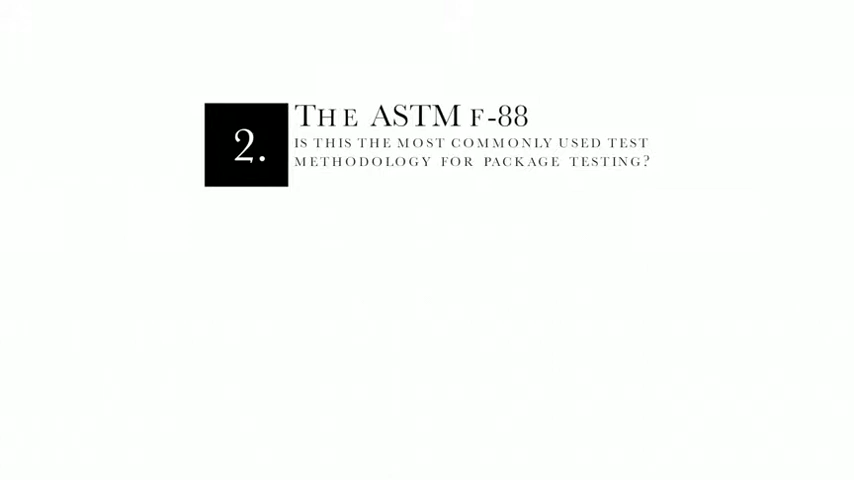 2.
The ASTM F-88
IS THIS THE MOST COMMONLY USED TEST
METHODOLOGY FOR PACKAGE TESTING?